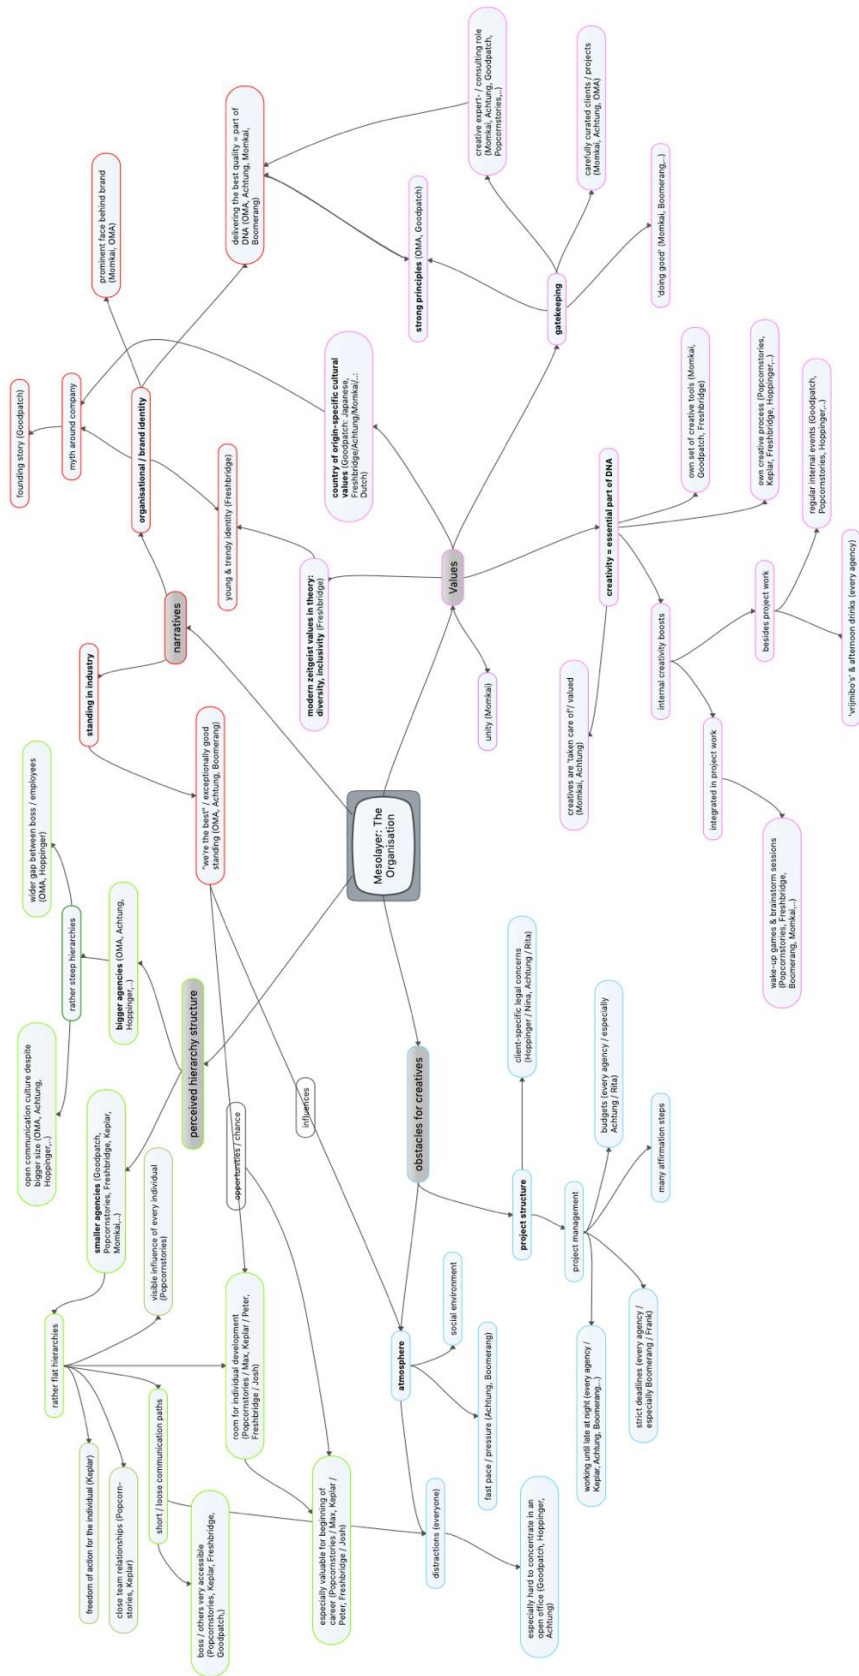 founding story (Goodpatch)
myth around company
prominent face behind brand
(Momkai, OMA)
organisational / brand identity
delivering the best quality = part of
DNA (OMA, Achtung, Momkai,
Boomerang)
young & trendy identity (Freshbridge)
narratives
standing in industry
"we're the best" / exceptionally good
standing (OMA, Achtung, Boomerang)
country of origin-specific cultural
values (Goodpatch: Japanese,
Freshbridge/Achtung/Momkai/..:
Dutch)
modern zeitgeist values in theory:
diversity, inclusivity (Freshbridge)
Values
unity (Momkai)
strong principles (OMA, Goodpatch)
creative expert- / consulting role
(Momkai, Achtung, Goodpatch,
Popcornstories,..)
carefully curated clients / projects
(Momkai, Achtung, OMA)
gatekeeping
'doing good' (Momkai, Boomerang,..)
creativity = essential part of DNA
own set of creative tools (Momkai,
Goodpatch, Freshbridge)
own creative process (Popcornstories,
Keplar, Freshbridge, Hoppinger,..)
creatives are "taken care of"/ valued
(Momkai, Achtung)
internal creativity boosts
besides project work
regular internal events (Goodpatch,
Popcornstories, Hoppinger,..)
'vrijmibo's' & afternoon drinks (every agency)
integrated in project work
wake-up games & brainstorm sessions
(Popcornstories, Freshbridge,
Boomerang, Momkai,..)
Mesolayer: The
Organisation
perceived hierarchy structure
bigger agencies (OMA, Achtung,
Hoppinger,..)
rather steep hierarchies
wider gap between boss / employees
(OMA, Hoppinger)
open communication culture despite
bigger size (OMA, Achtung,
Hoppinger,..)
smaller agencies (Goodpatch,
Popcornstories, Freshbridge, Keplar,
Momkai,..)
rather flat hierarchies
visible influence of every individual
(Popcornstories)
room for individual development
(Popcornstories / Max, Keplar / Peter,
Freshbridge / Josh)
short / loose communication paths
freedom of action for the individual (Keplar)
close team relationships (Popcorn-
stories, Keplar)
boss / others very accessible
(Popcornstories, Keplar, Freshbridge,
Goodpatch,)
especially valuable for beginning of
career (Popcornstories / Max, Keplar /
Peter, Freshbridge / Josh)
opportunities / chance
influences
obstacles for creatives
project structure
client-specific legal concerns
(Hoppinger / Nina, Achtung / Rita)
project management
budgets (every agency / especially
Achtung / Rita)
many affirmation steps
working until late at night (every agency /
Keplar, Achtung, Boomerang,..)
strict deadlines (every agency /
especially Boomerang / Frank)
atmosphere
social environment
fast pace / pressure (Achtung, Boomerang)
distractions (everyone)
especially hard to concentrate in an
open office (Goodpatch, Hoppinger,
Achtung)